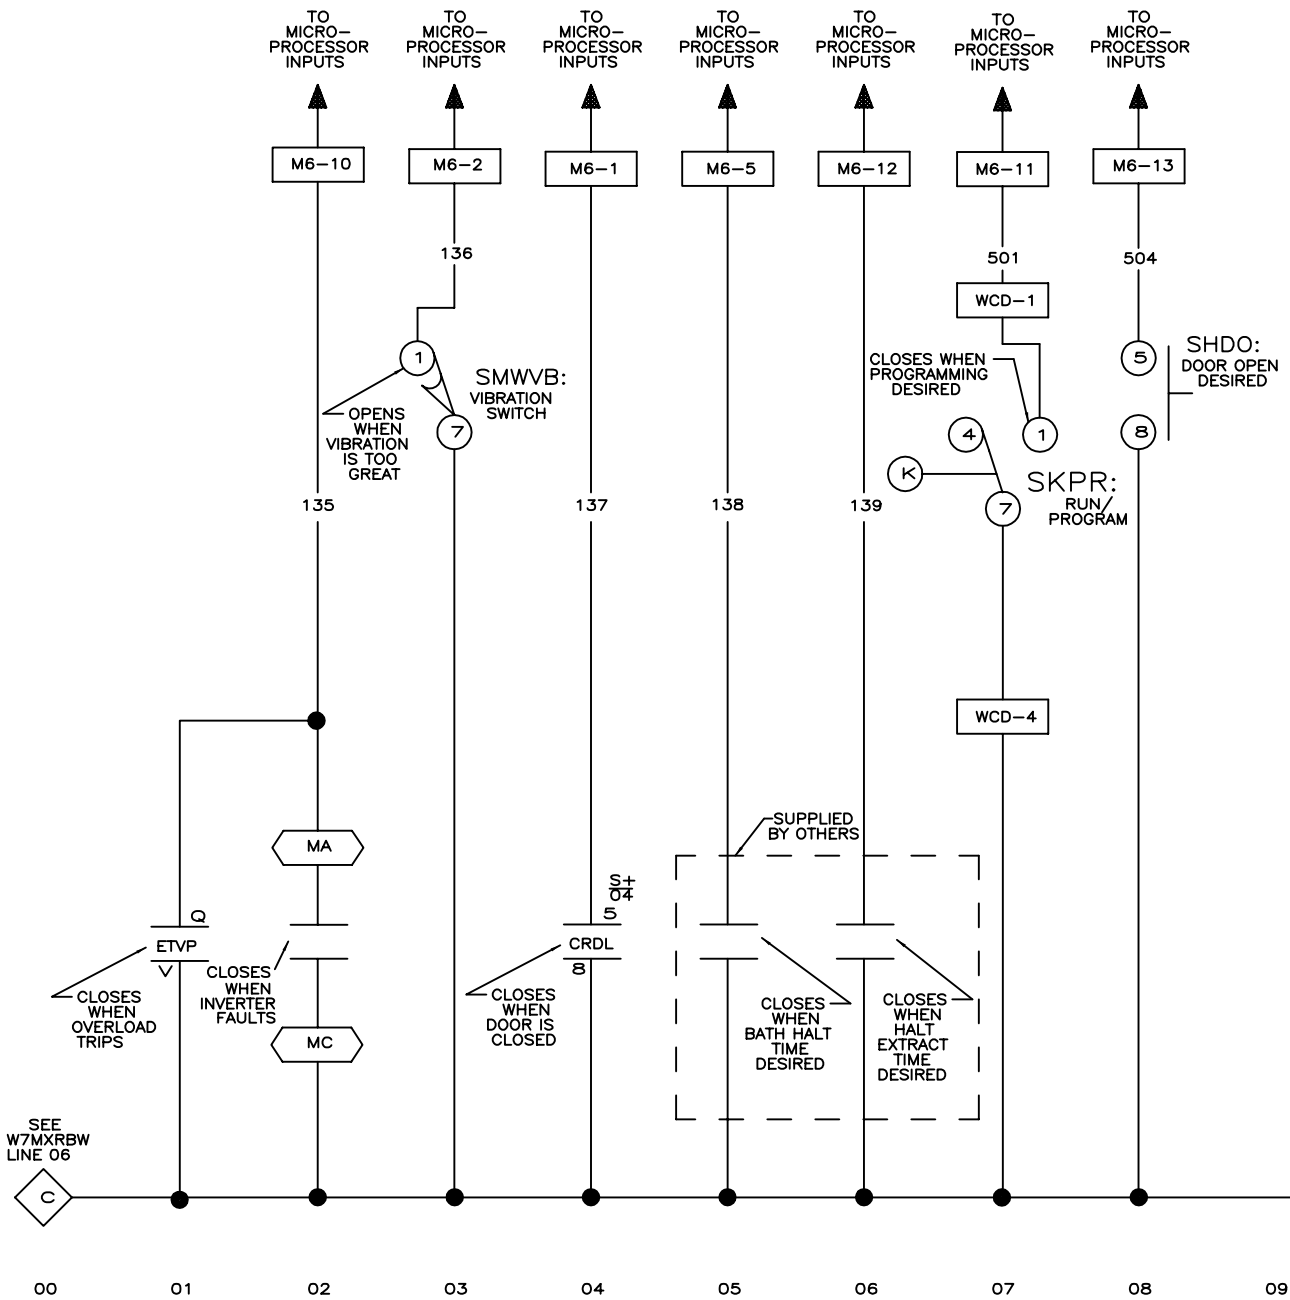 TO
MICRO-
PROCESSOR
INPUTS
TO
MICRO-
PROCESSOR
INPUTS
TO
MICRO-
PROCESSOR
INPUTS
TO
MICRO-
PROCESSOR
INPUTS
TO
MICRO-
PROCESSOR
INPUTS
TO
MICRO-
PROCESSOR
INPUTS
TO
MICRO-
PROCESSOR
INPUTS
M6-10
M6-2
M6-1
M6-5
M6-12
M6-11
M6-13
136
501
504
WCD-1
1
SMWVB:
VIBRATION
SWITCH
7
OPENS
WHEN
VIBRATION
IS TOO
GREAT
CLOSES WHEN
PROGRAMMING
DESIRED
4
1
K
SKPR:
RUN/
PROGRAM
7
5
SHDO:
DOOR OPEN
DESIRED
8
135
137
138
139
WCD-4
MA
SUPPLIED
BY OTHERS
Q
ETVP
V
CLOSES
WHEN
OVERLOAD
TRIPS
CLOSES
WHEN
INVERTER
FAULTS
MC
S+
04
5
CRDL
8
CLOSES
WHEN
DOOR IS
CLOSED
CLOSES
WHEN
BATH HALT
TIME
DESIRED
CLOSES
WHEN
HALT
EXTRACT
TIME
DESIRED
SEE
W7MXRBW
LINE 06
C
00
01
02
03
04
05
06
07
08
09